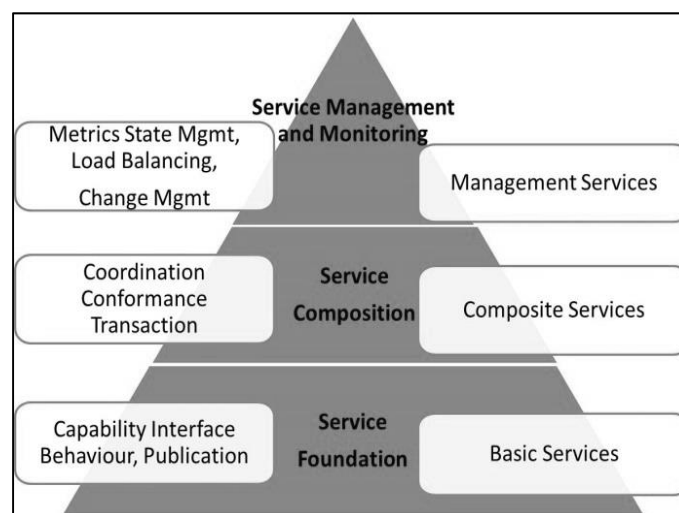 Service Management
and Monitoring
Metrics State Mgmt,
Load Balancing,
Change Mgmt
Management Services
Coordination
Conformance
Transaction
Service
Composition
Composite Services
Capability Interface
Behaviour, Publication
Service
Foundation
Basic Services